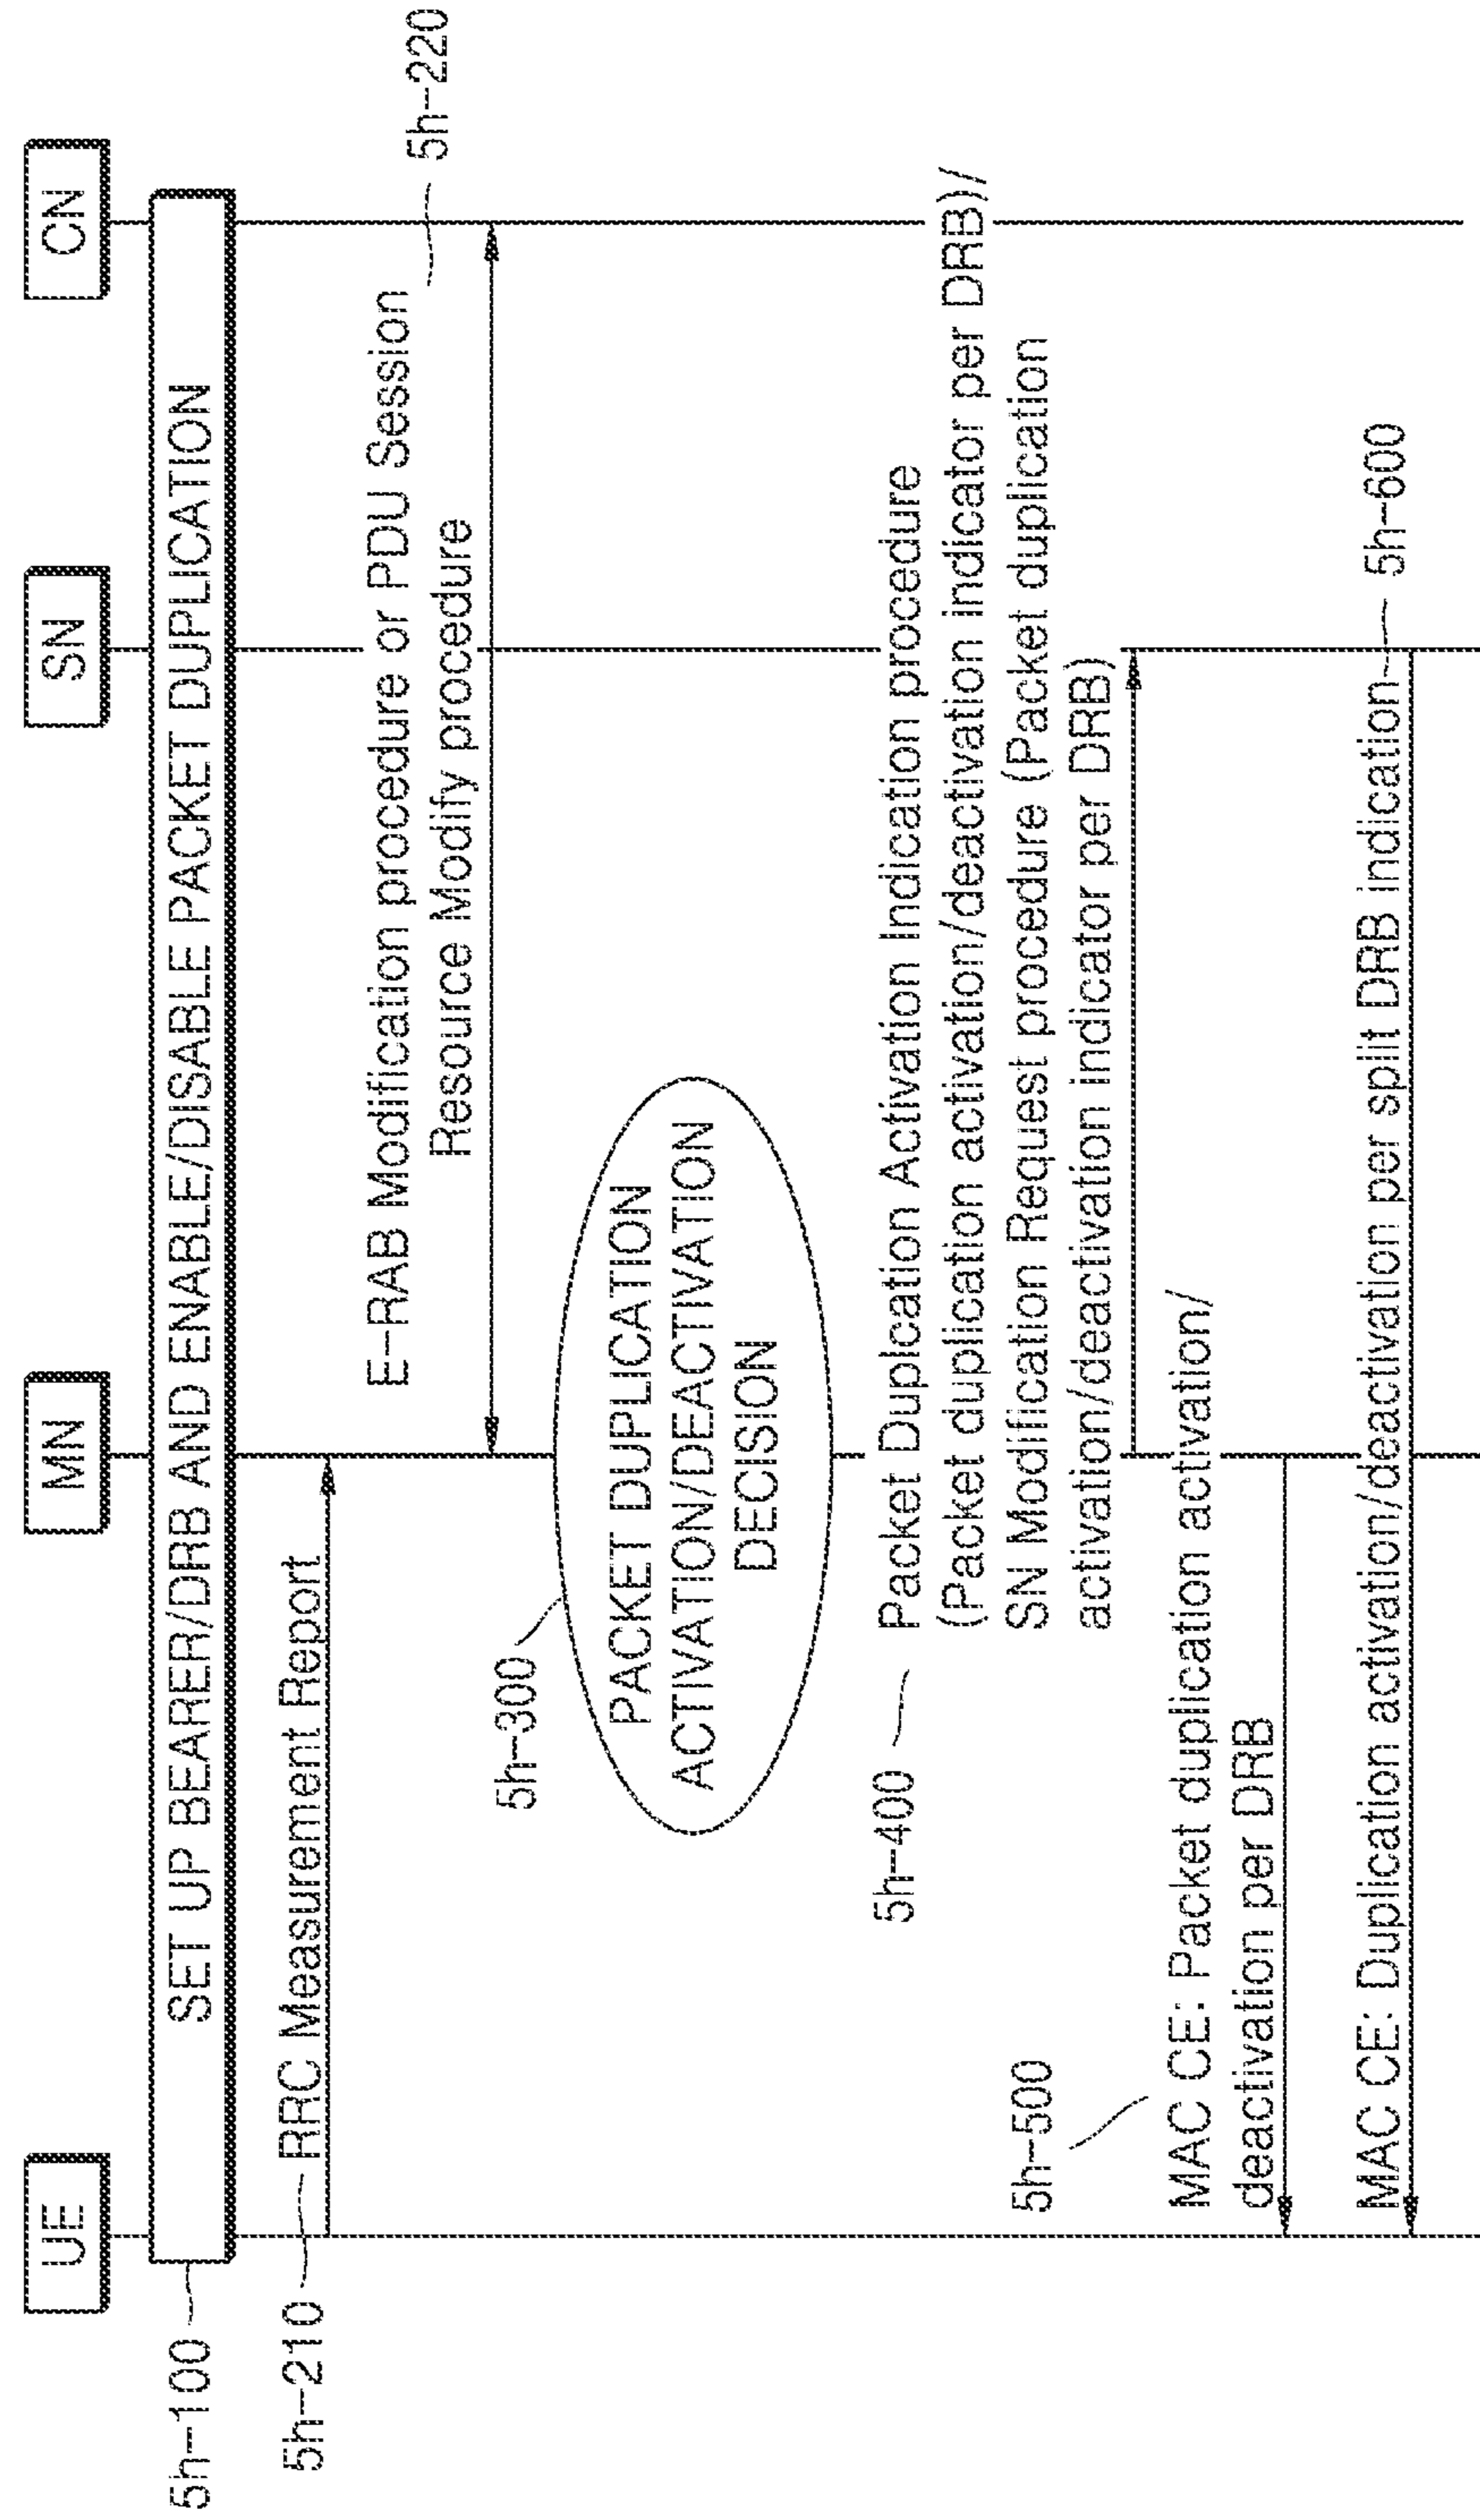 UE
MN
SN
CN
5h-100
SET UP BEARER/DRB AND ENABLE/DISABLE PACKET DUPLICATION
5h-210
RRC Measurement Report
E-RAB Modification procedure or PDU Session
Resource Modify procedure
5h-220
5h-300
PACKET DUPLICATION
ACTIVATION/DEACTIVATION
DECISION
5h-400
Packet Duplication Activation Indication procedure
(Packet duplication activation/deactivation indicator per DRB)/
SN Modification Request procedure (Packet duplication
activation/deactivation indicator per DRB)
5h-500
MAC CE: Packet duplication activation/
deactivation per DRB
MAC CE: Duplication activation/deactivation per split DRB indication
5h-600